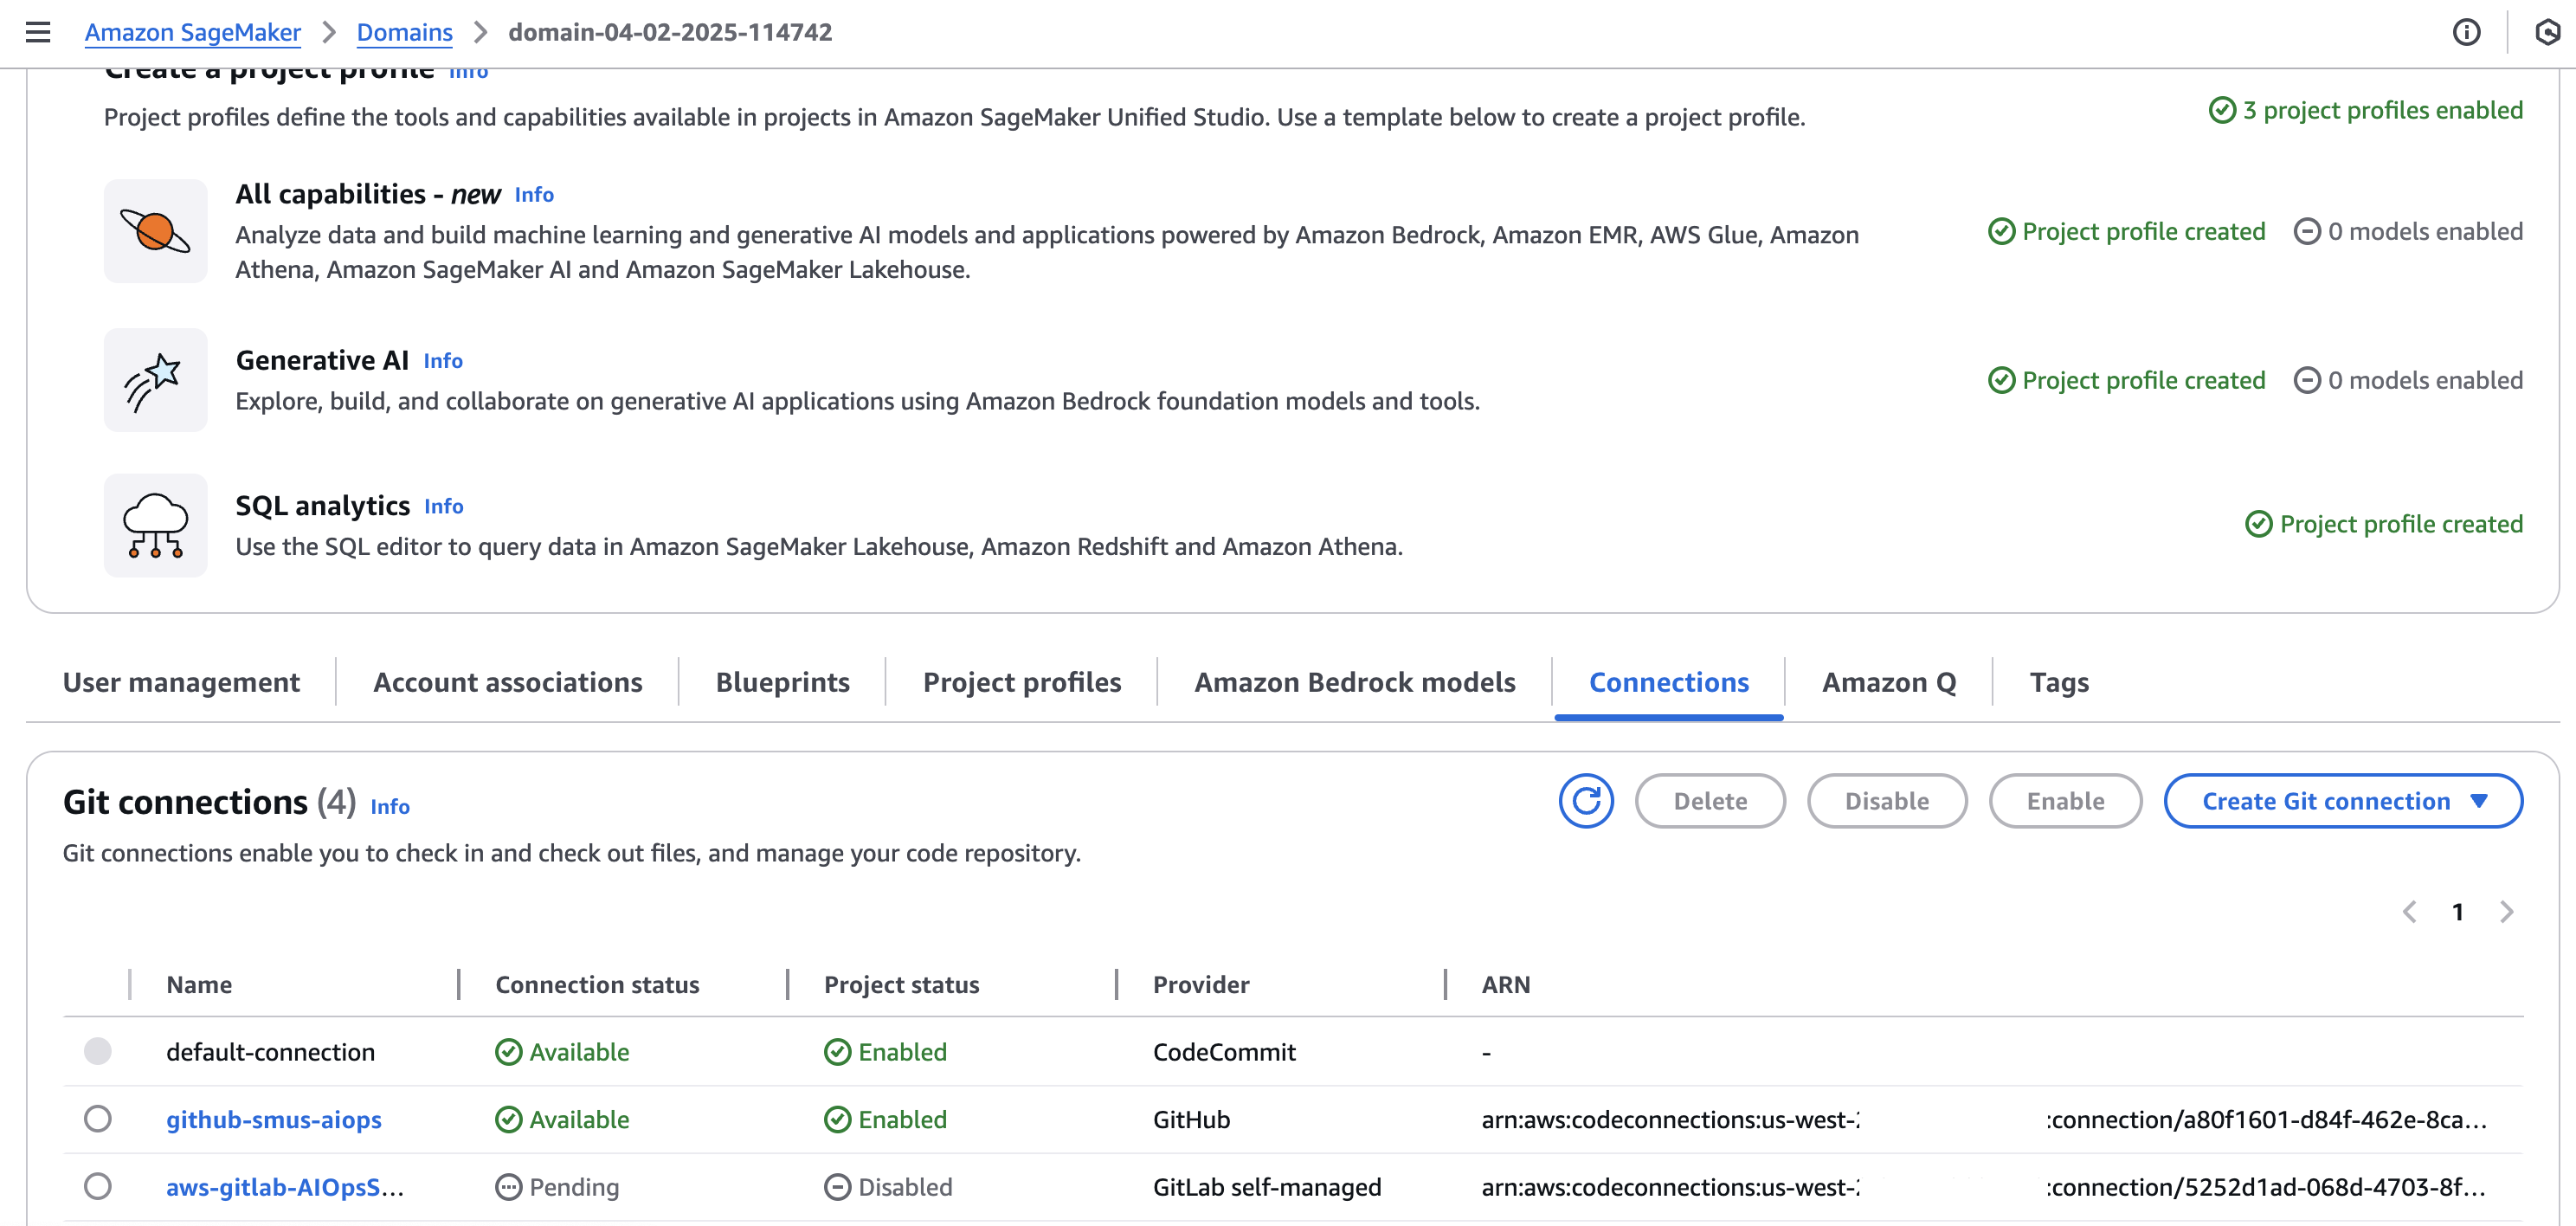 Amazon SageMaker > Domains > domain-04-02-2025-114742
Create a project profile Info
Project profiles define the tools and capabilities available in projects in Amazon SageMaker Unified Studio. Use a template below to create a project profile.
3 project profiles enabled
All capabilities - new Info
Analyze data and build machine learning and generative AI models and applications powered by Amazon Bedrock, Amazon EMR, AWS Glue, Amazon
Athena, Amazon SageMaker AI and Amazon SageMaker Lakehouse.
Project profile created 0 models enabled
Generative AI Info
Explore, build, and collaborate on generative AI applications using Amazon Bedrock foundation models and tools.
Project profile created 0 models enabled
SQL analytics Info
Use the SQL editor to query data in Amazon SageMaker Lakehouse, Amazon Redshift and Amazon Athena.
Project profile created
User management Account associations Blueprints Project profiles Amazon Bedrock models Connections Amazon Q Tags
Git connections (4) Info
Delete Disable Enable Create Git connection
Git connections enable you to check in and check out files, and manage your code repository.
1
Name Connection status Project status Provider ARN
default-connection Available Enabled CodeCommit -
github-smus-aiops Available Enabled GitHub arn:aws:codeconnections:us-west- :connection/a80f1601-d84f-462e-8ca...
aws-gitlab-AIOpsS... Pending Disabled GitLab self-managed arn:aws:codeconnections:us-west- :connection/5252d1ad-068d-4703-8f...